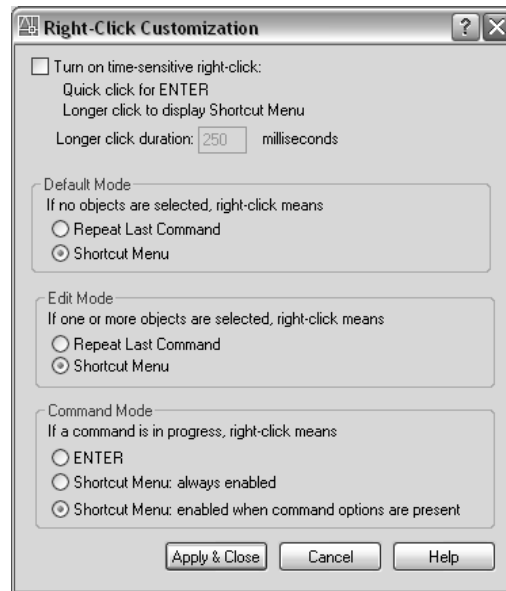 Right-Click Customization
Turn on time-sensitive right-click:
Quick click for ENTER
Longer click to display Shortcut Menu
Longer click duration: 250 milliseconds
Default Mode
If no objects are selected, right-click means
Repeat Last Command
Shortcut Menu
Edit Mode
If one or more objects are selected, right-click means
Repeat Last Command
Shortcut Menu
Command Mode
If a command is in progress, right-click means
ENTER
Shortcut Menu: always enabled
Shortcut Menu: enabled when command options are present
Apply & Close Cancel Help